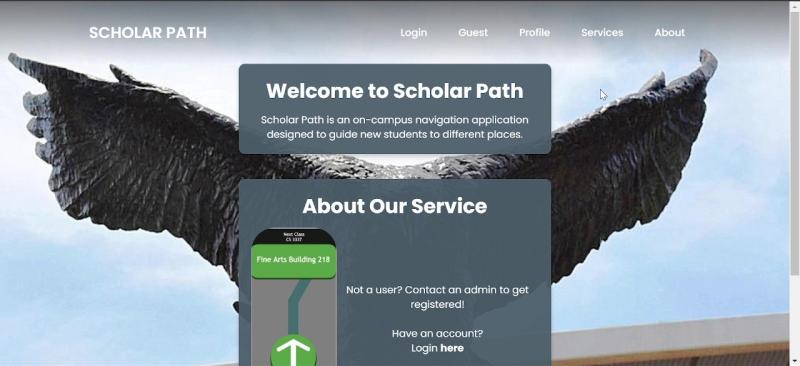 SCHOLAR PATH
Login Guest Profile Services About
Welcome to Scholar Path
Scholar Path is an on-campus navigation application
designed to guide new students to different places.
About Our Service
Next Class
CS 1037
Fine Arts Building 218
Not a user? Contact an admin to get
registered!
Have an account?
Login here